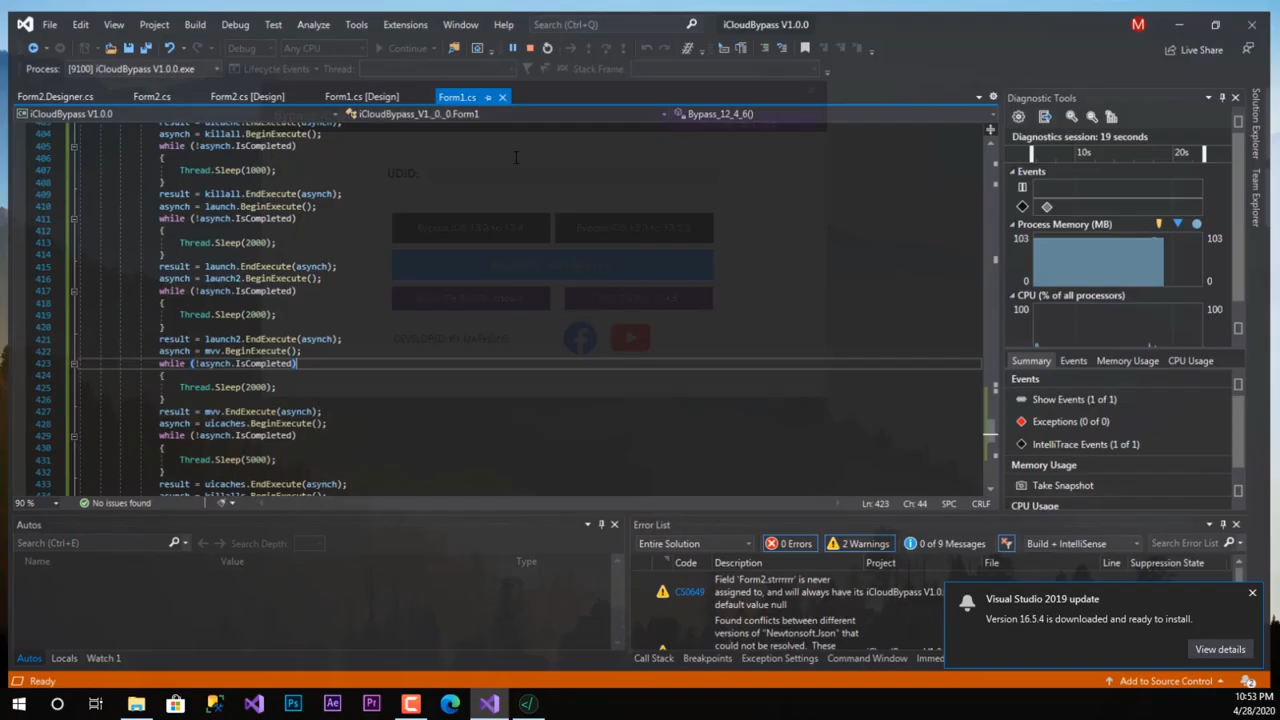 File Edit View Project Build Debug Test Analyze Tools Extensions Window Help Search (Ctrl+Q) iCloudBypass V1.0.0 M
Debug Any CPU Continue Live Share
Process: [9100] iCloudBypass V1.0.0.exe Lifecycle Events Thread: Stack Frame:
Form2.Designer.cs Form2.cs Form2.cs [Design] Form1.cs [Design] Form1.cs
iCloudBypass V1.0.0 iCloudBypass_V1._0._0.Form1 Bypass_12_4_6()
404 asynch = killall.BeginExecute();
405 while (!asynch.IsCompleted)
406 {
407 Thread.Sleep(1000);
408 }
409 result = killall.EndExecute(asynch);
410 asynch = launch.BeginExecute();
411 while (!asynch.IsCompleted)
412 {
413 Thread.Sleep(2000);
414 }
415 result = launch.EndExecute(asynch);
416 asynch = launch2.BeginExecute();
417 while (!asynch.IsCompleted)
418 {
419 Thread.Sleep(2000);
420 }
421 result = launch2.EndExecute(asynch);
422 asynch = mvv.BeginExecute();
423 while (!asynch.IsCompleted)
424 {
425 Thread.Sleep(2000);
426 }
427 result = mvv.EndExecute(asynch);
428 asynch = uicaches.BeginExecute();
429 while (!asynch.IsCompleted)
430 {
431 Thread.Sleep(5000);
432 }
433 result = uicaches.EndExecute(asynch);
UDID:
90 % No issues found Ln: 423 Ch: 44 SPC CRLF
Diagnostic Tools
Diagnostics session: 19 seconds
10s 20s
Events
Process Memory (MB)
103 103
0 0
CPU (% of all processors)
100 100
Summary Events Memory Usage CPU Usage
Events
Show Events (1 of 1)
Exceptions (0 of 0)
IntelliTrace Events (1 of 1)
Memory Usage
Take Snapshot
CPU Usage
Solution Explorer
Team Explorer
Autos
Search (Ctrl+E) Search Depth:
Name Value Type
Autos Locals Watch 1
Error List
Entire Solution 0 Errors 2 Warnings 0 of 9 Messages Build + IntelliSense Search Error List
Code Description Project File Line Suppression State
CS0649 Field 'Form2.strrrrrr' is never
assigned to, and will always have its iCloudBypass V1.0.
default value null
Found conflicts between different
versions of "Newtonsoft.Json" that
could not be resolved. These
Call Stack Breakpoints Exception Settings Command Window Immed
Visual Studio 2019 update
Version 16.5.4 is downloaded and ready to install.
View details
Ready Add to Source Control 2
Ps Ae Pr
10:53 PM
4/28/2020